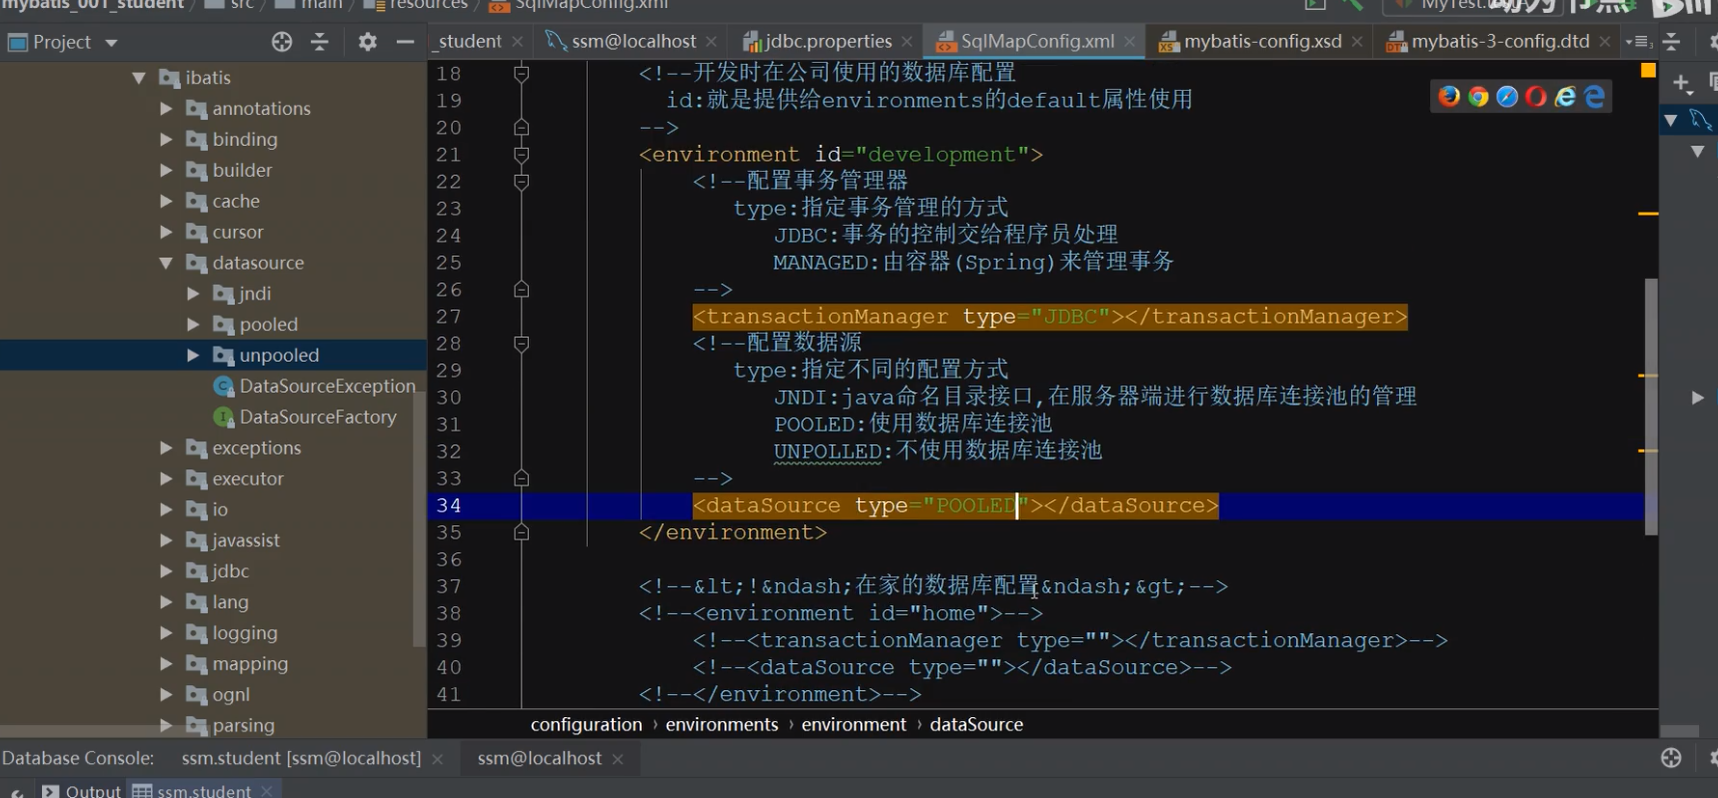 mybatis_001_student
src
main
resources
SqlMapConfig.xml
Project
_student
ssm@localhost
jdbc.properties
SqlMapConfig.xml
mybatis-config.xsd
mybatis-3-config.dtd
ibatis
annotations
binding
builder
cache
cursor
datasource
jndi
pooled
unpooled
DataSourceException
DataSourceFactory
exceptions
executor
io
javassist
jdbc
lang
logging
mapping
ognl
parsing
18 <!--开发时在公司使用的数据库配置
19 id:就是提供给environments的default属性使用
20 -->
21 <environment id="development">
22 <!--配置事务管理器
23 type:指定事务管理的方式
24 JDBC:事务的控制交给程序员处理
25 MANAGED:由容器(Spring)来管理事务
26 -->
27 <transactionManager type="JDBC"></transactionManager>
28 <!--配置数据源
29 type:指定不同的配置方式
30 JNDI:java命名目录接口,在服务器端进行数据库连接池的管理
31 POOLED:使用数据库连接池
32 UNPOLLED:不使用数据库连接池
33 -->
34 <dataSource type="POOLED"></dataSource>
35 </environment>
36
37 <!--&lt;!&ndash;在家的数据库配置&ndash;&gt;-->
38 <!--<environment id="home">-->
39 <!--<transactionManager type=""></transactionManager>-->
40 <!--<dataSource type=""></dataSource>-->
41 <!--</environment>-->
configuration › environments › environment › dataSource
Database Console: ssm.student [ssm@localhost] ssm@localhost
Output ssm.student